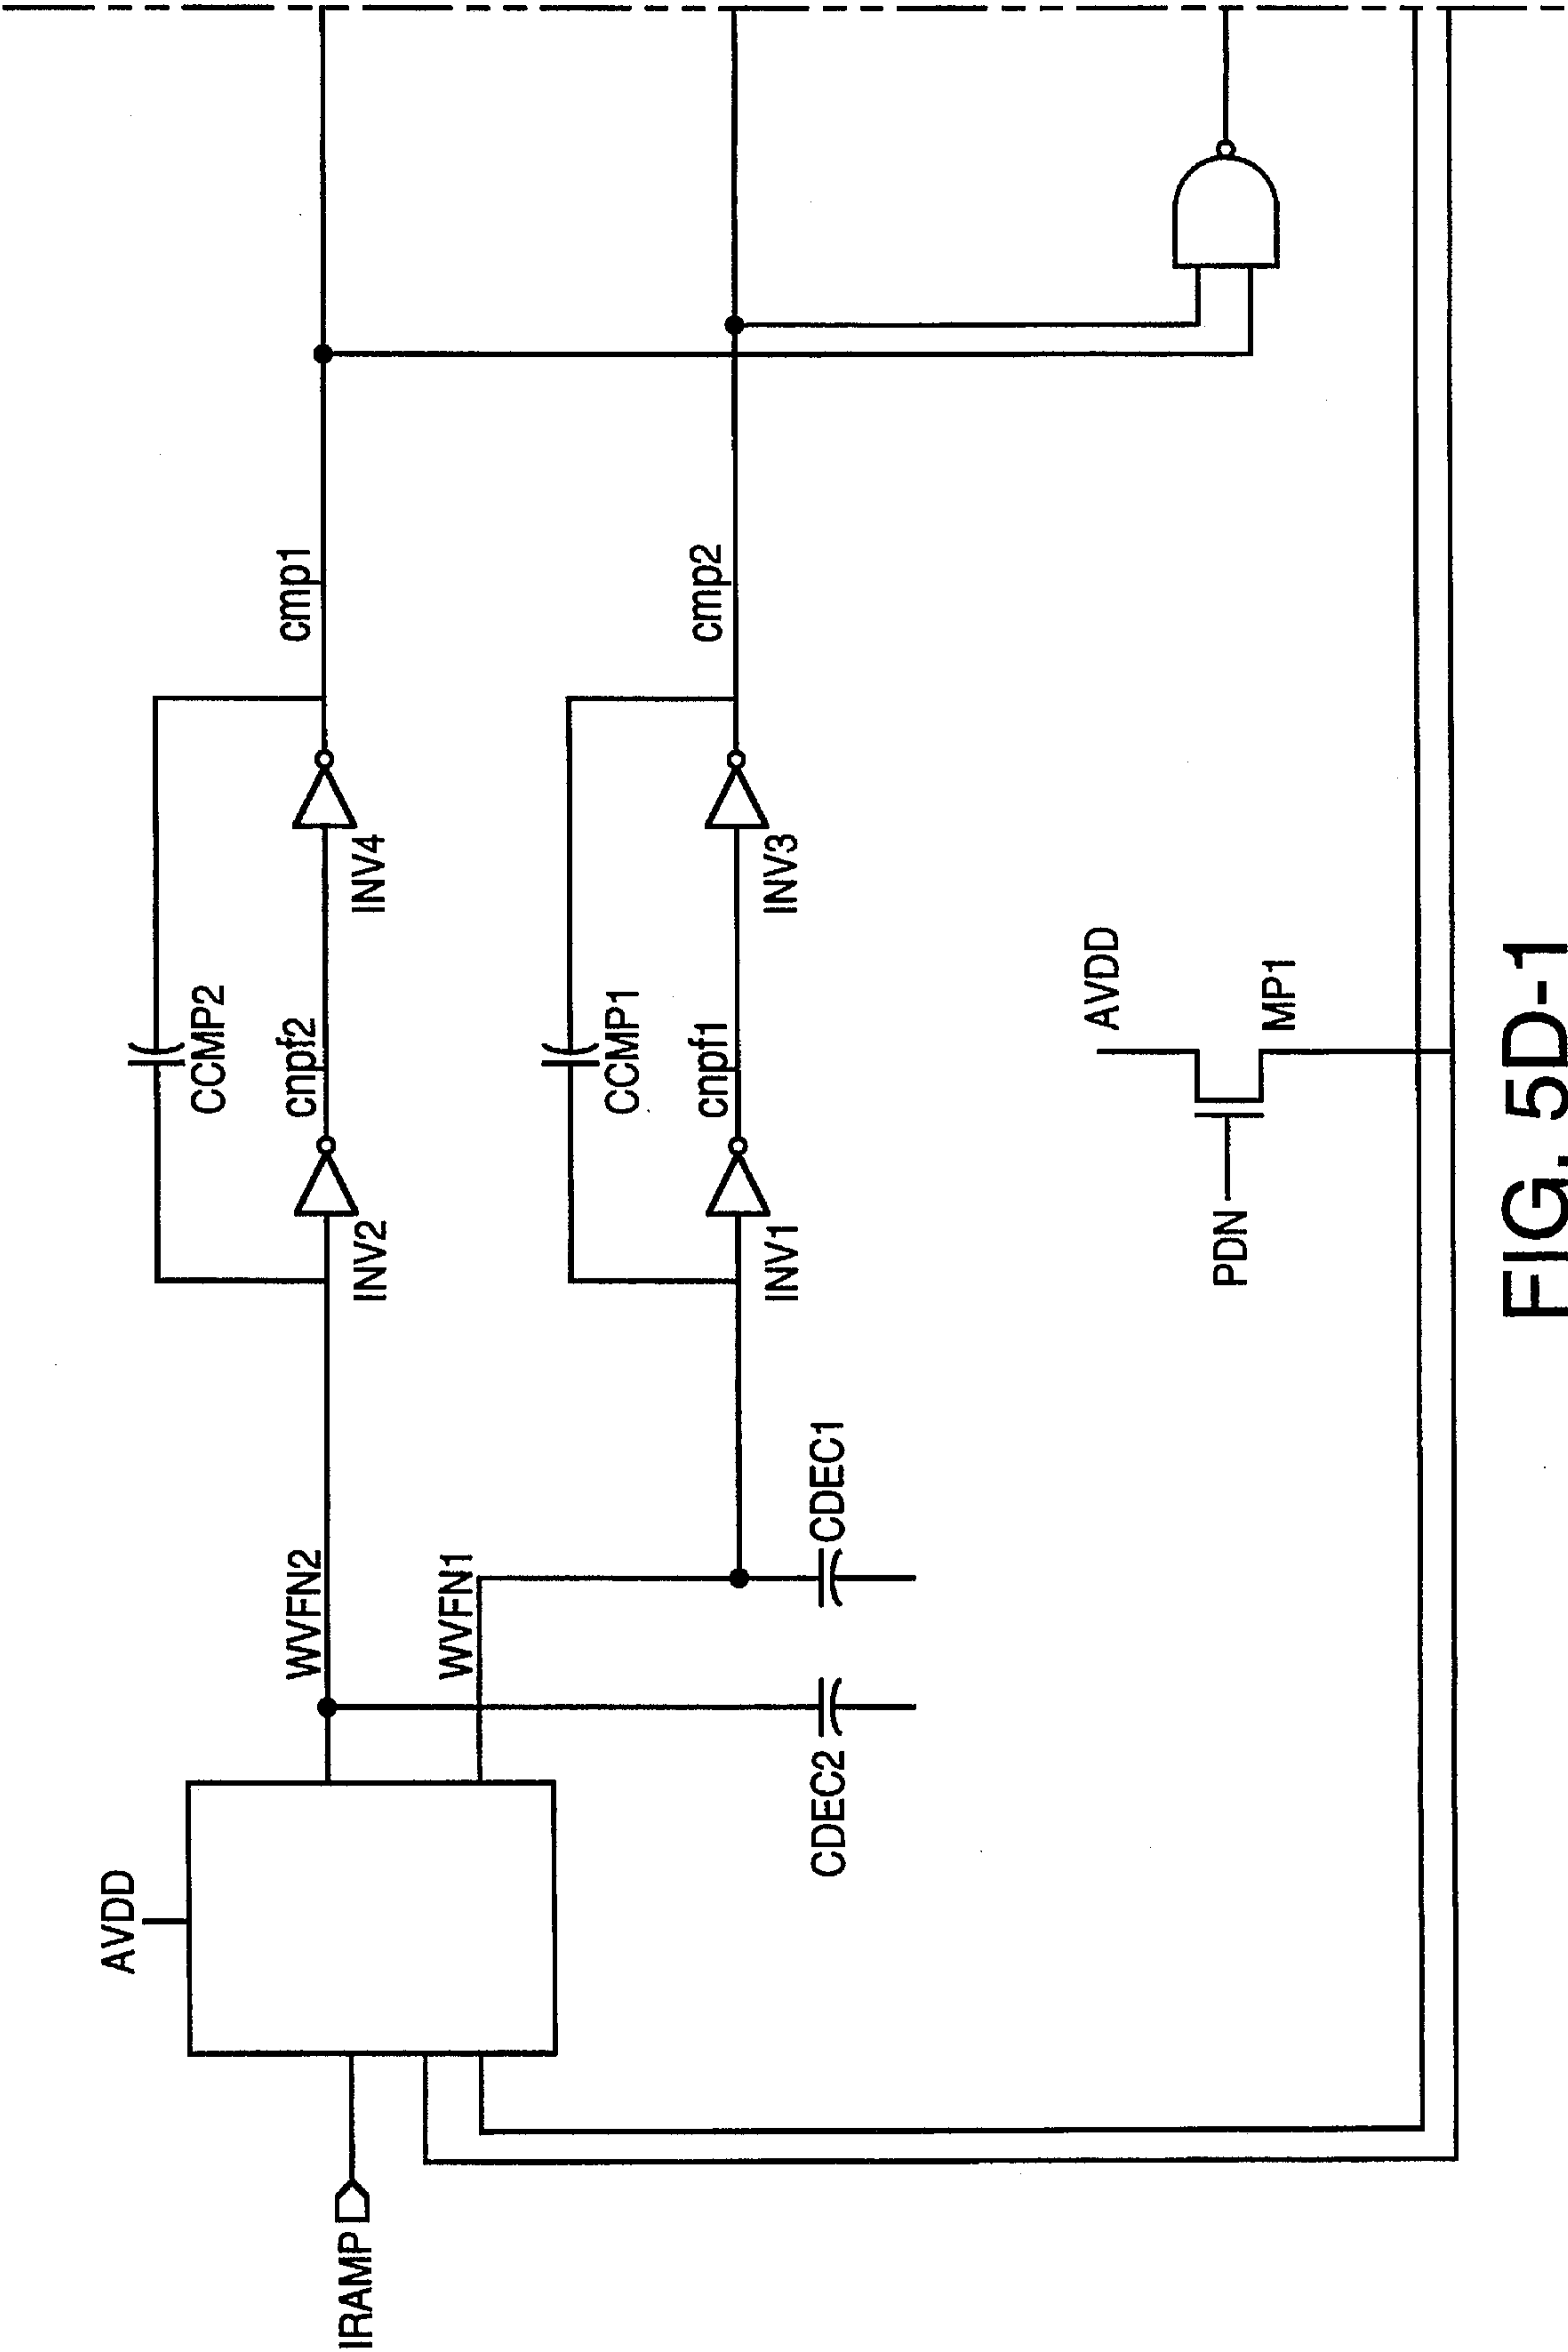 AVDD
IRAMP
WVFN2
WVFN1
CDEC2
CDEC1
CCMP2
INV2
cnpf2
INV4
cmp1
CCMP1
INV1
cnpf1
INV3
cmp2
PDN
AVDD
MP1
FIG. 5D-1